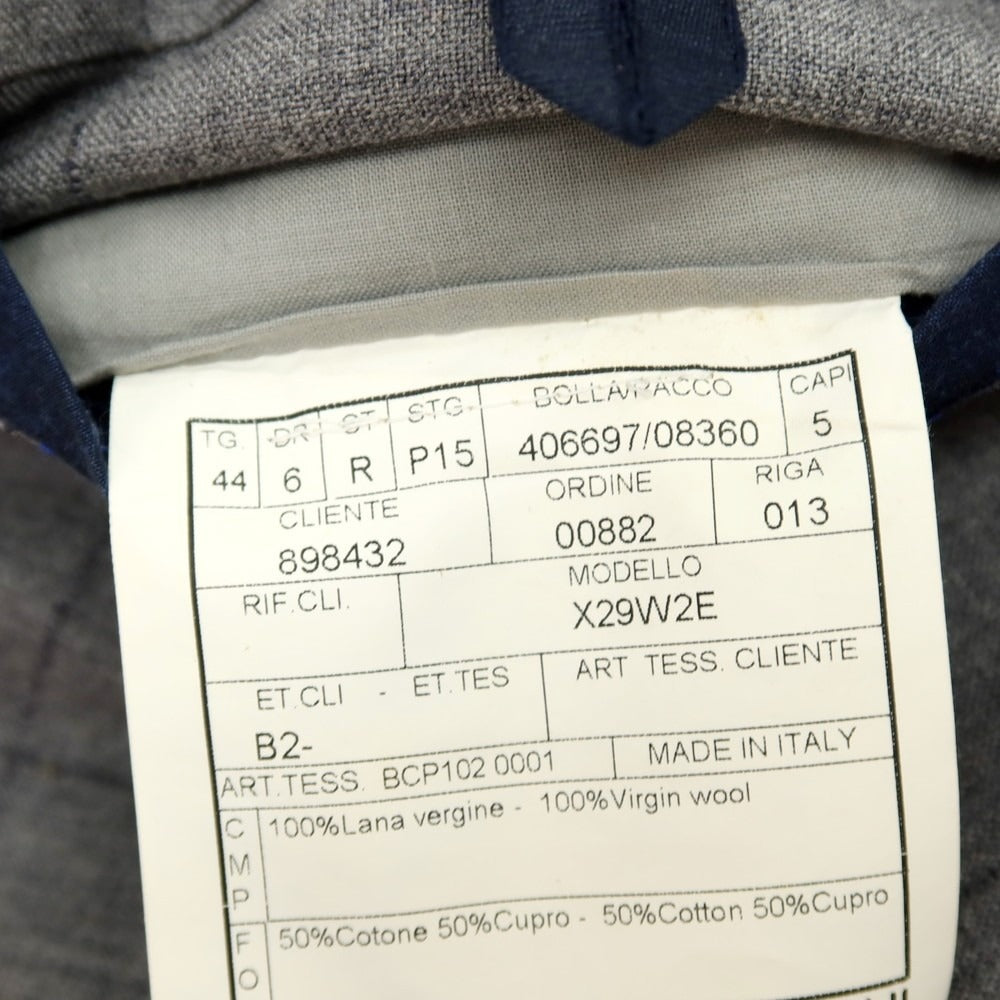 TG. DR ST STG. BOLLA/PACCO CAPI
44 6 R P15 406697/08360 5
CLIENTE ORDINE RIGA
898432 00882 013
RIF.CLI. MODELLO
X29W2E
ET.CLI - ET.TES ART TESS. CLIENTE
B2-
ART.TESS. BCP102 0001 MADE IN ITALY
CMP 100%Lana vergine - 100%Virgin wool
FO 50%Cotone 50%Cupro - 50%Cotton 50%Cupro